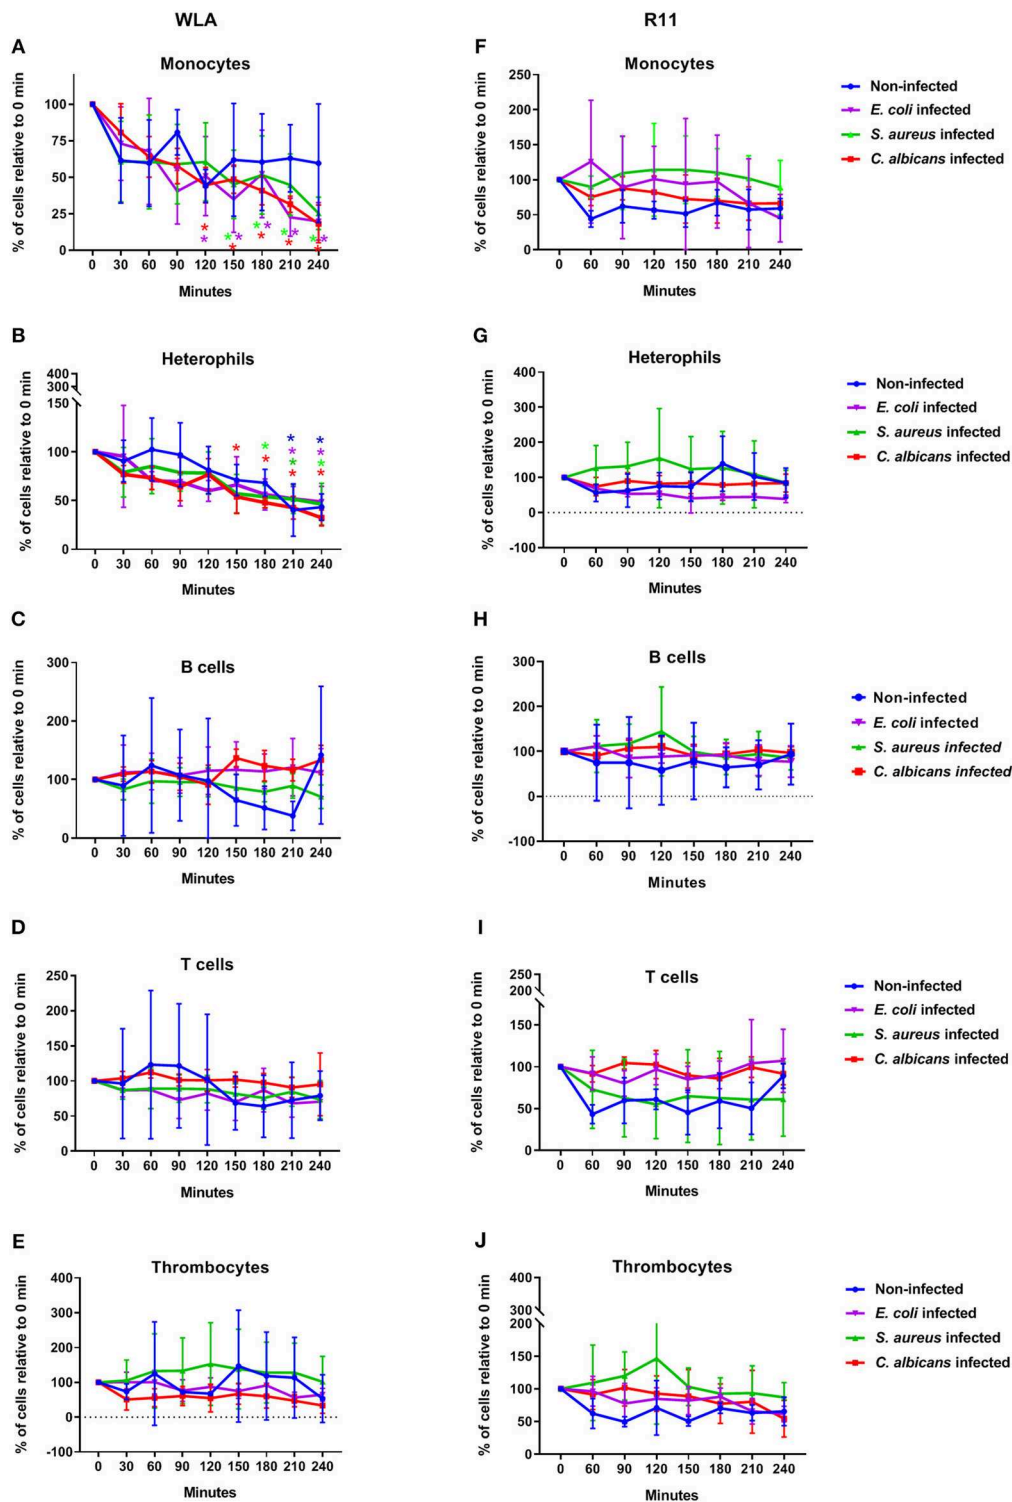 WLA
R11
A
Monocytes
% of cells relative to 0 min
100
75
50
25
0
0 30 60 90 120 150 180 210 240
Minutes
F
Monocytes
% of cells relative to 0 min
250
200
150
100
50
0
0 60 90 120 150 180 210 240
Minutes
Non-infected
E. coli infected
S. aureus infected
C. albicans infected
B
Heterophils
% of cells relative to 0 min
400
300
150
100
50
0
0 30 60 90 120 150 180 210 240
Minutes
G
Heterophils
% of cells relative to 0 min
400
300
200
100
0
-100
0 60 90 120 150 180 210 240
Minutes
Non-infected
E. coli infected
S. aureus infected
C. albicans infected
C
B cells
% of cells relative to 0 min
300
200
100
0
0 30 60 90 120 150 180 210 240
Minutes
H
B cells
% of cells relative to 0 min
300
200
100
0
-100
0 60 90 120 150 180 210 240
Minutes
Non-infected
E. coli infected
S. aureus infected
C. albicans infected
D
T cells
% of cells relative to 0 min
250
200
150
100
50
0
0 30 60 90 120 150 180 210 240
Minutes
I
T cells
% of cells relative to 0 min
250
200
150
100
50
0
0 60 90 120 150 180 210 240
Minutes
Non-infected
E. coli infected
S. aureus infected
C. albicans infected
E
Thrombocytes
% of cells relative to 0 min
400
300
200
100
0
-100
0 30 60 90 120 150 180 210 240
Minutes
J
Thrombocytes
% of cells relative to 0 min
400
300
200
150
100
50
0
0 60 90 120 150 180 210 240
Minutes
Non-infected
E. coli infected
S. aureus infected
C. albicans infected